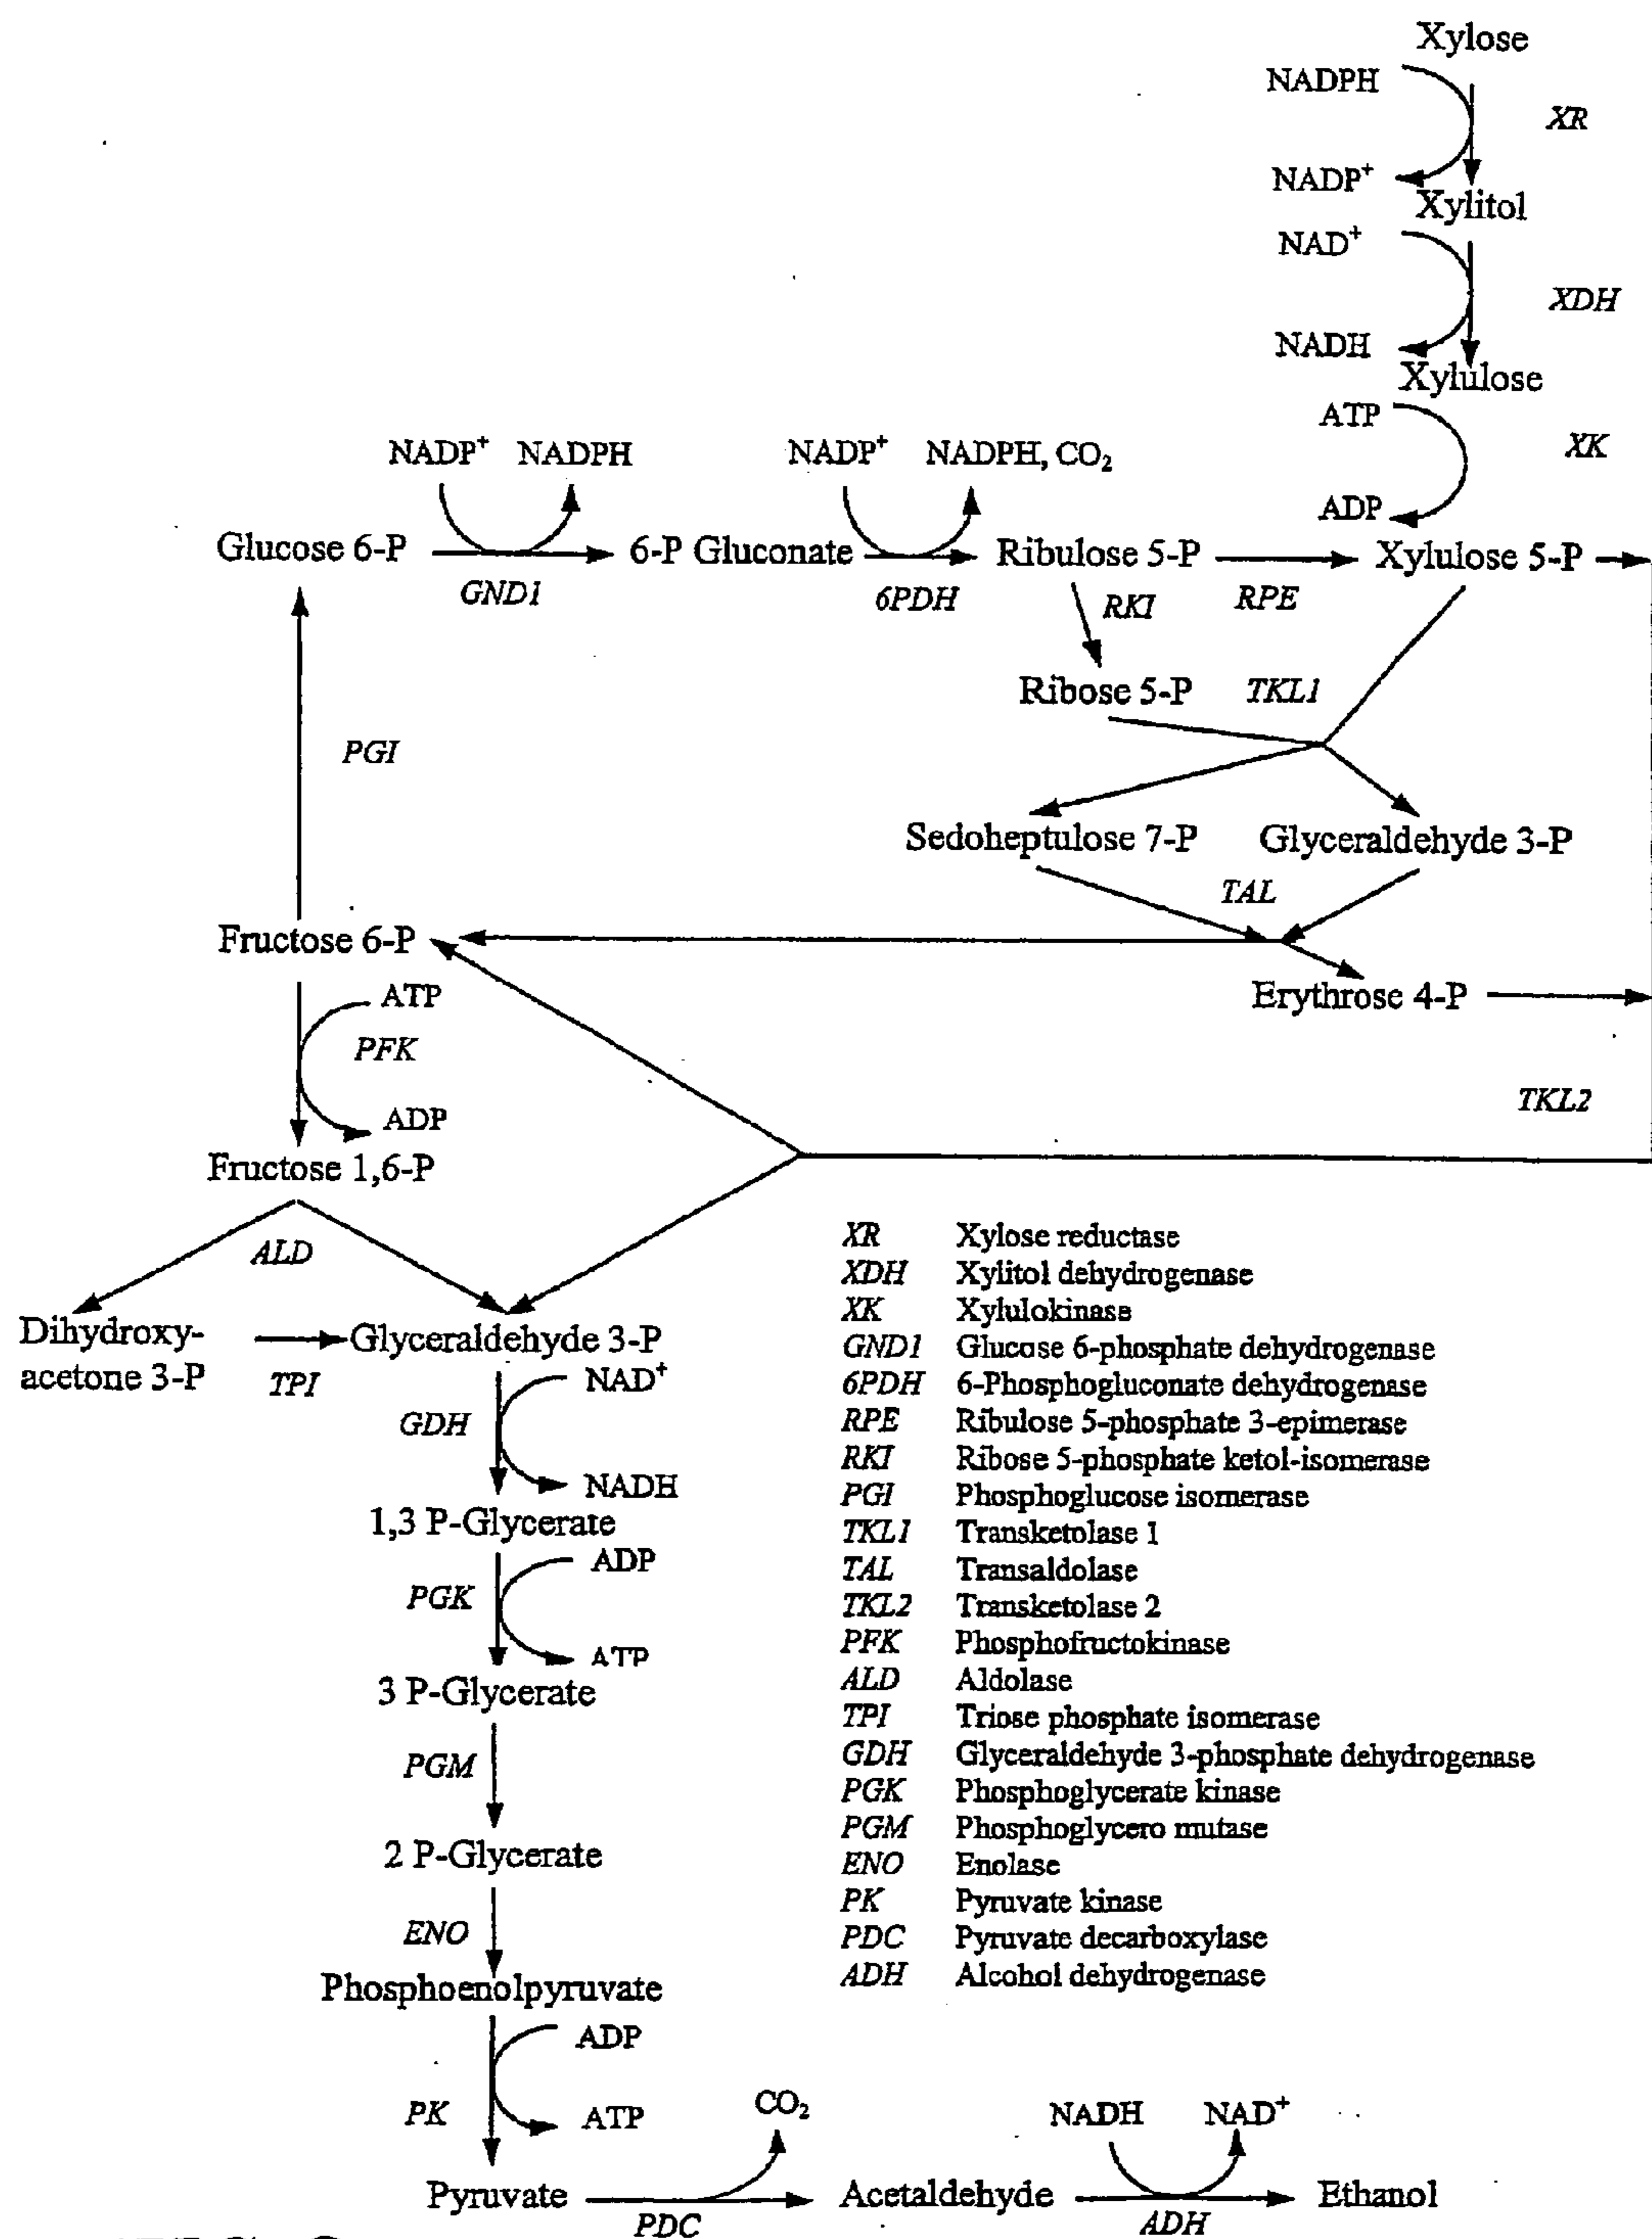 Xylose
NADPH
XR
NADP⁺
Xylitol
NAD⁺
XDH
NADH
Xylulose
ATP
XK
ADP
NADP⁺ NADPH NADP⁺ NADPH, CO₂
Glucose 6-P 6-P Gluconate Ribulose 5-P Xylulose 5-P
GND1 6PDH RKI RPE
Ribose 5-P TKL1
PGI
Sedoheptulose 7-P Glyceraldehyde 3-P
TAL
Fructose 6-P
ATP Erythrose 4-P
PFK
TKL2
ADP
Fructose 1,6-P
ALD
Dihydroxy-
acetone 3-P
TPI
Glyceraldehyde 3-P
NAD⁺
GDH
NADH
1,3 P-Glycerate
ADP
PGK
ATP
3 P-Glycerate
PGM
2 P-Glycerate
ENO
Phosphoenolpyruvate
ADP
PK
ATP
CO₂ NADH NAD⁺
Pyruvate Acetaldehyde Ethanol
PDC ADH
XR Xylose reductase
XDH Xylitol dehydrogenase
XK Xylulokinase
GND1 Glucose 6-phosphate dehydrogenase
6PDH 6-Phosphogluconate dehydrogenase
RPE Ribulose 5-phosphate 3-epimerase
RKI Ribose 5-phosphate ketol-isomerase
PGI Phosphoglucose isomerase
TKL1 Transketolase 1
TAL Transaldolase
TKL2 Transketolase 2
PFK Phosphofructokinase
ALD Aldolase
TPI Triose phosphate isomerase
GDH Glyceraldehyde 3-phosphate dehydrogenase
PGK Phosphoglycerate kinase
PGM Phosphoglycero mutase
ENO Enolase
PK Pyruvate kinase
PDC Pyruvate decarboxylase
ADH Alcohol dehydrogenase